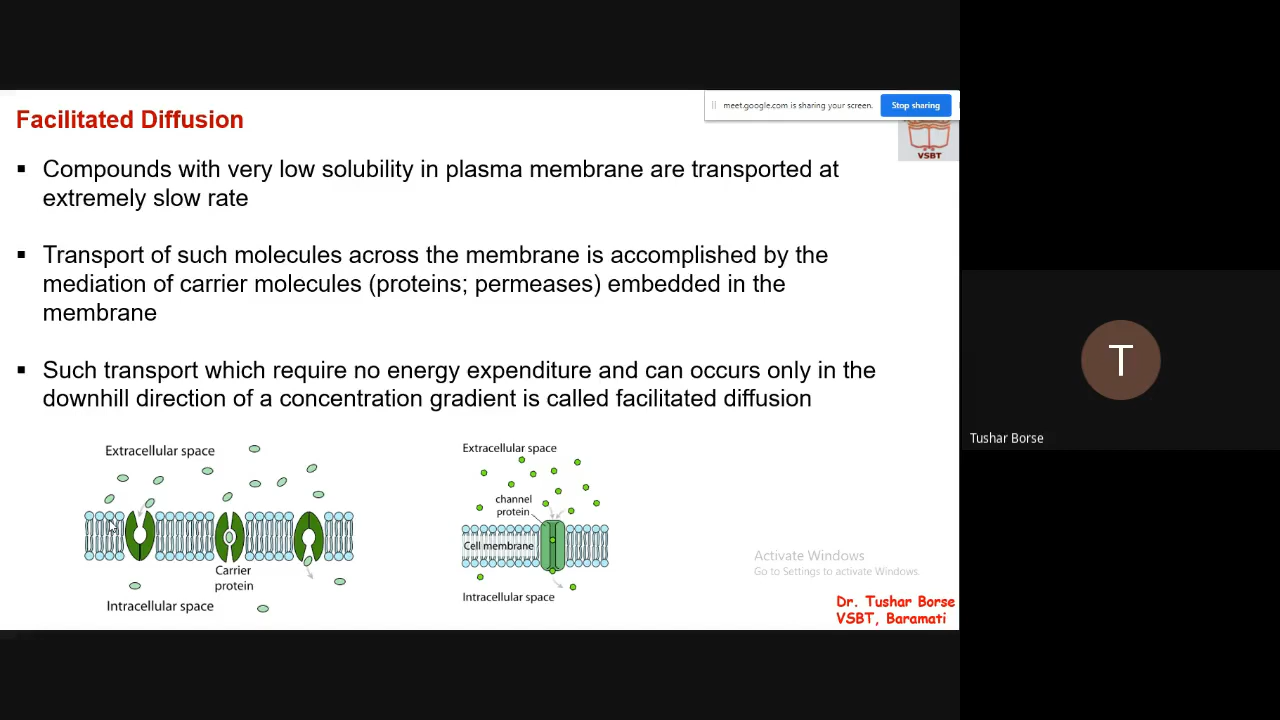 meet.google.com is sharing your screen.
Stop sharing
Facilitated Diffusion
VSBT
▪ Compounds with very low solubility in plasma membrane are transported at
extremely slow rate
▪ Transport of such molecules across the membrane is accomplished by the
mediation of carrier molecules (proteins; permeases) embedded in the
membrane
▪ Such transport which require no energy expenditure and can occurs only in the
downhill direction of a concentration gradient is called facilitated diffusion
Extracellular space
Carrier
protein
Intracellular space
Extracellular space
channel
protein
Cell membrane
Intracellular space
Activate Windows
Go to Settings to activate Windows.
Dr. Tushar Borse
VSBT, Baramati
T
Tushar Borse